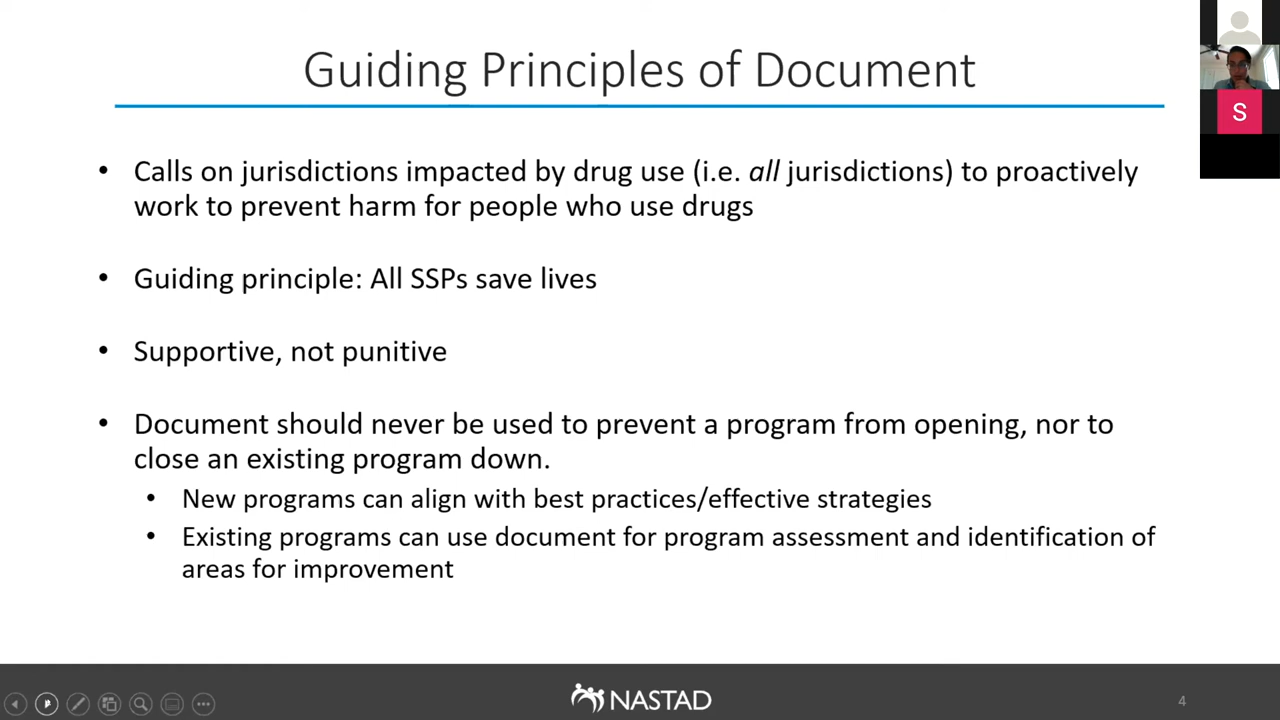 Guiding Principles of Document
S
• Calls on jurisdictions impacted by drug use (i.e. all jurisdictions) to proactively
work to prevent harm for people who use drugs
• Guiding principle: All SSPs save lives
• Supportive, not punitive
• Document should never be used to prevent a program from opening, nor to
close an existing program down.
• New programs can align with best practices/effective strategies
• Existing programs can use document for program assessment and identification of
areas for improvement
NASTAD
4